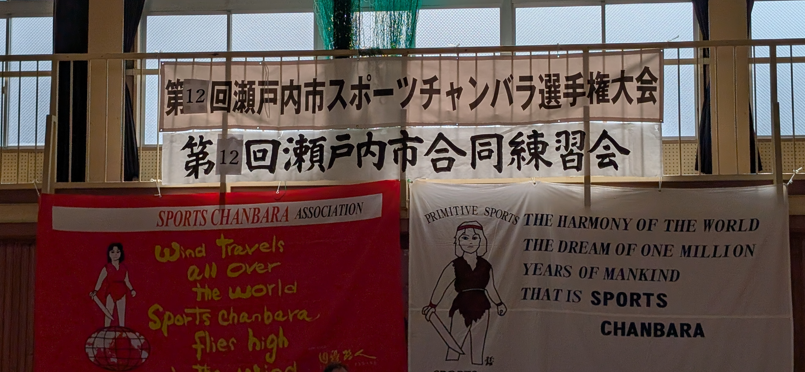 第12回瀬戸内市スポーツチャンバラ選手権大会
第12回瀬戸内市合同練習会
SPORTS CHANBARA ASSOCIATION
Wind travels
all over
the world
Sports chanbara,
flies high
in the wind
PRIMITIVE SPORTS
THE HARMONY OF THE WORLD
THE DREAM OF ONE MILLION
YEARS OF MANKIND
THAT IS SPORTS
CHANBARA